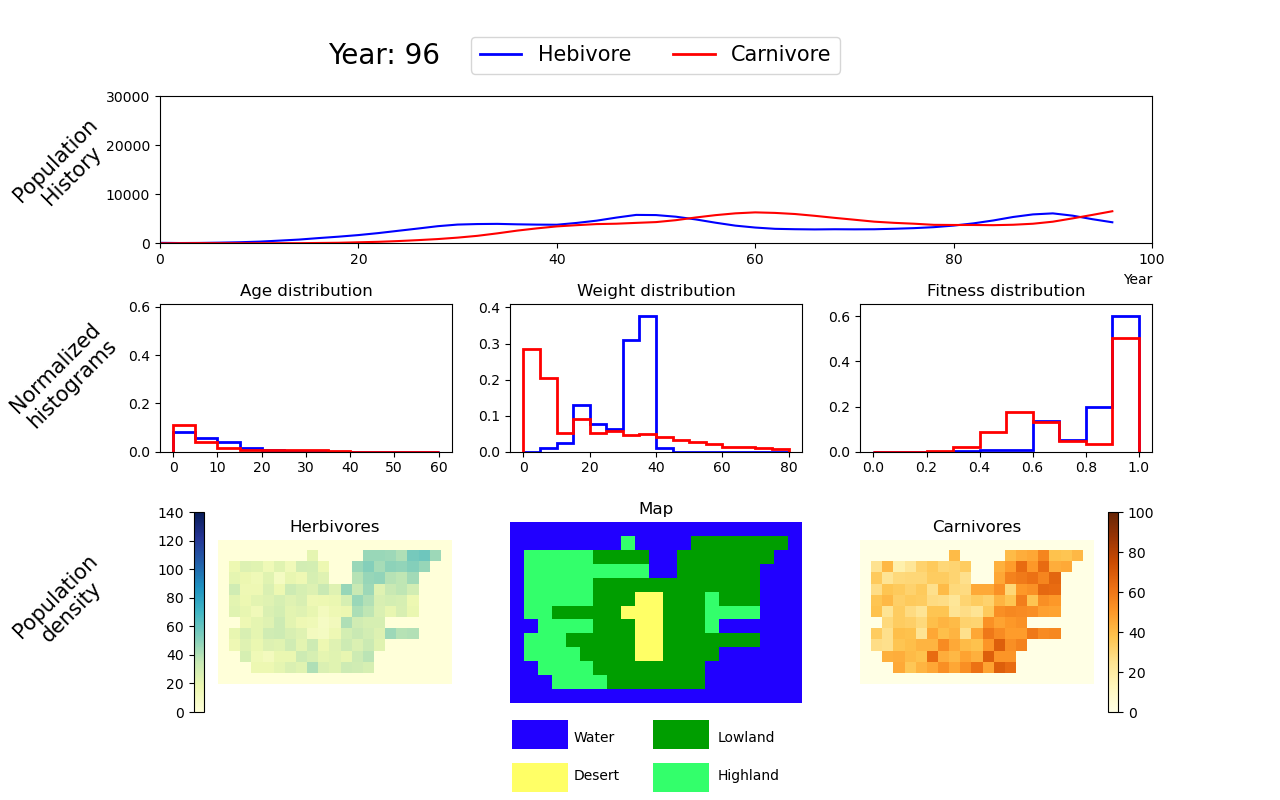 Year: 96
Hebivore
Carnivore
Population
History
30000
20000
10000
0
0
20
40
60
80
100
Year
Normalized
histograms
Age distribution
0.6
0.4
0.2
0.0
0
10
20
30
40
50
60
Weight distribution
0.4
0.3
0.2
0.1
0.0
0
20
40
60
80
Fitness distribution
0.6
0.4
0.2
0.0
0.0
0.2
0.4
0.6
0.8
1.0
Population
density
140
120
100
80
60
40
20
0
Herbivores
Map
Water
Lowland
Desert
Highland
Carnivores
100
80
60
40
20
0